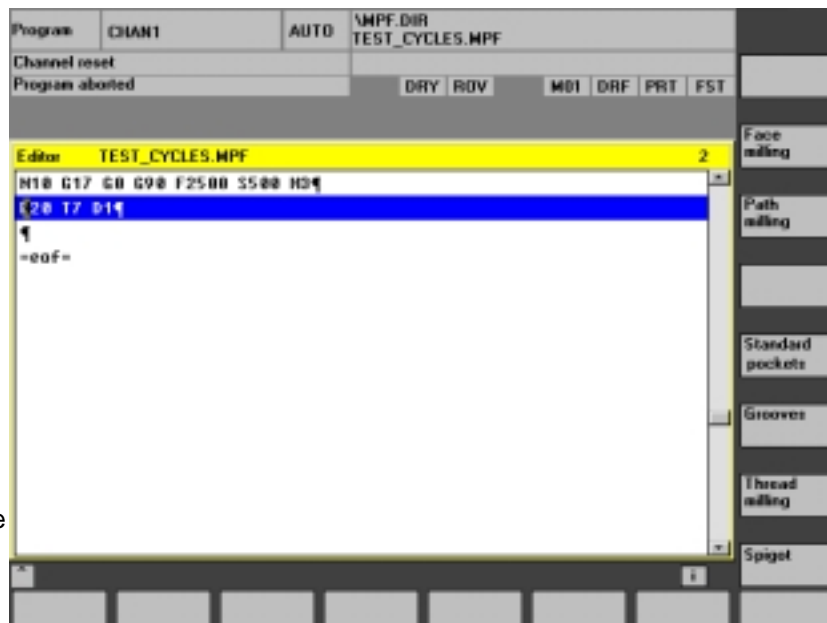 Program CHAN1 AUTO \MPF.DIR
TEST_CYCLES.MPF
Channel reset
Program aborted DRY ROV M01 DRF PRT FST
Editor TEST_CYCLES.MPF 2
N10 G17 G0 G90 F2500 S500 M3¶
N20 T7 D1¶
¶
=eof=
Face
milling
Path
milling
Standard
pockets
Grooves
Thread
milling
Spigot
e
^
i